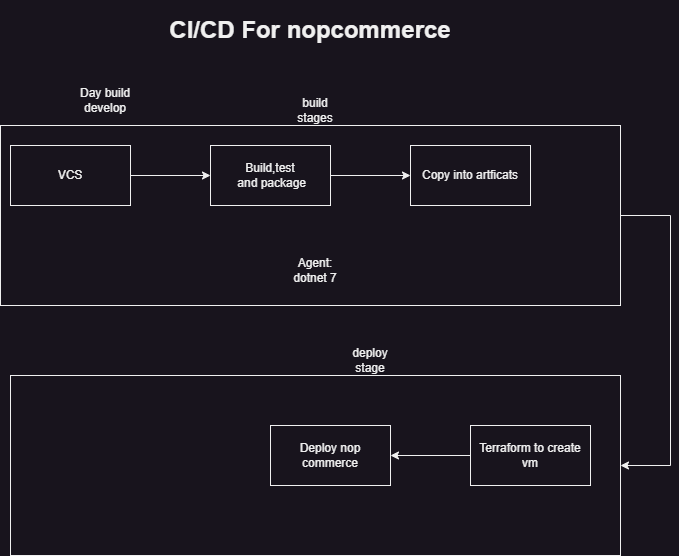 CI/CD For nopcommerce
Day build
develop
build
stages
VCS
Build,test
and package
Copy into artficats
Agent:
dotnet 7
deploy
stage
Deploy nop
commerce
Terraform to create
vm